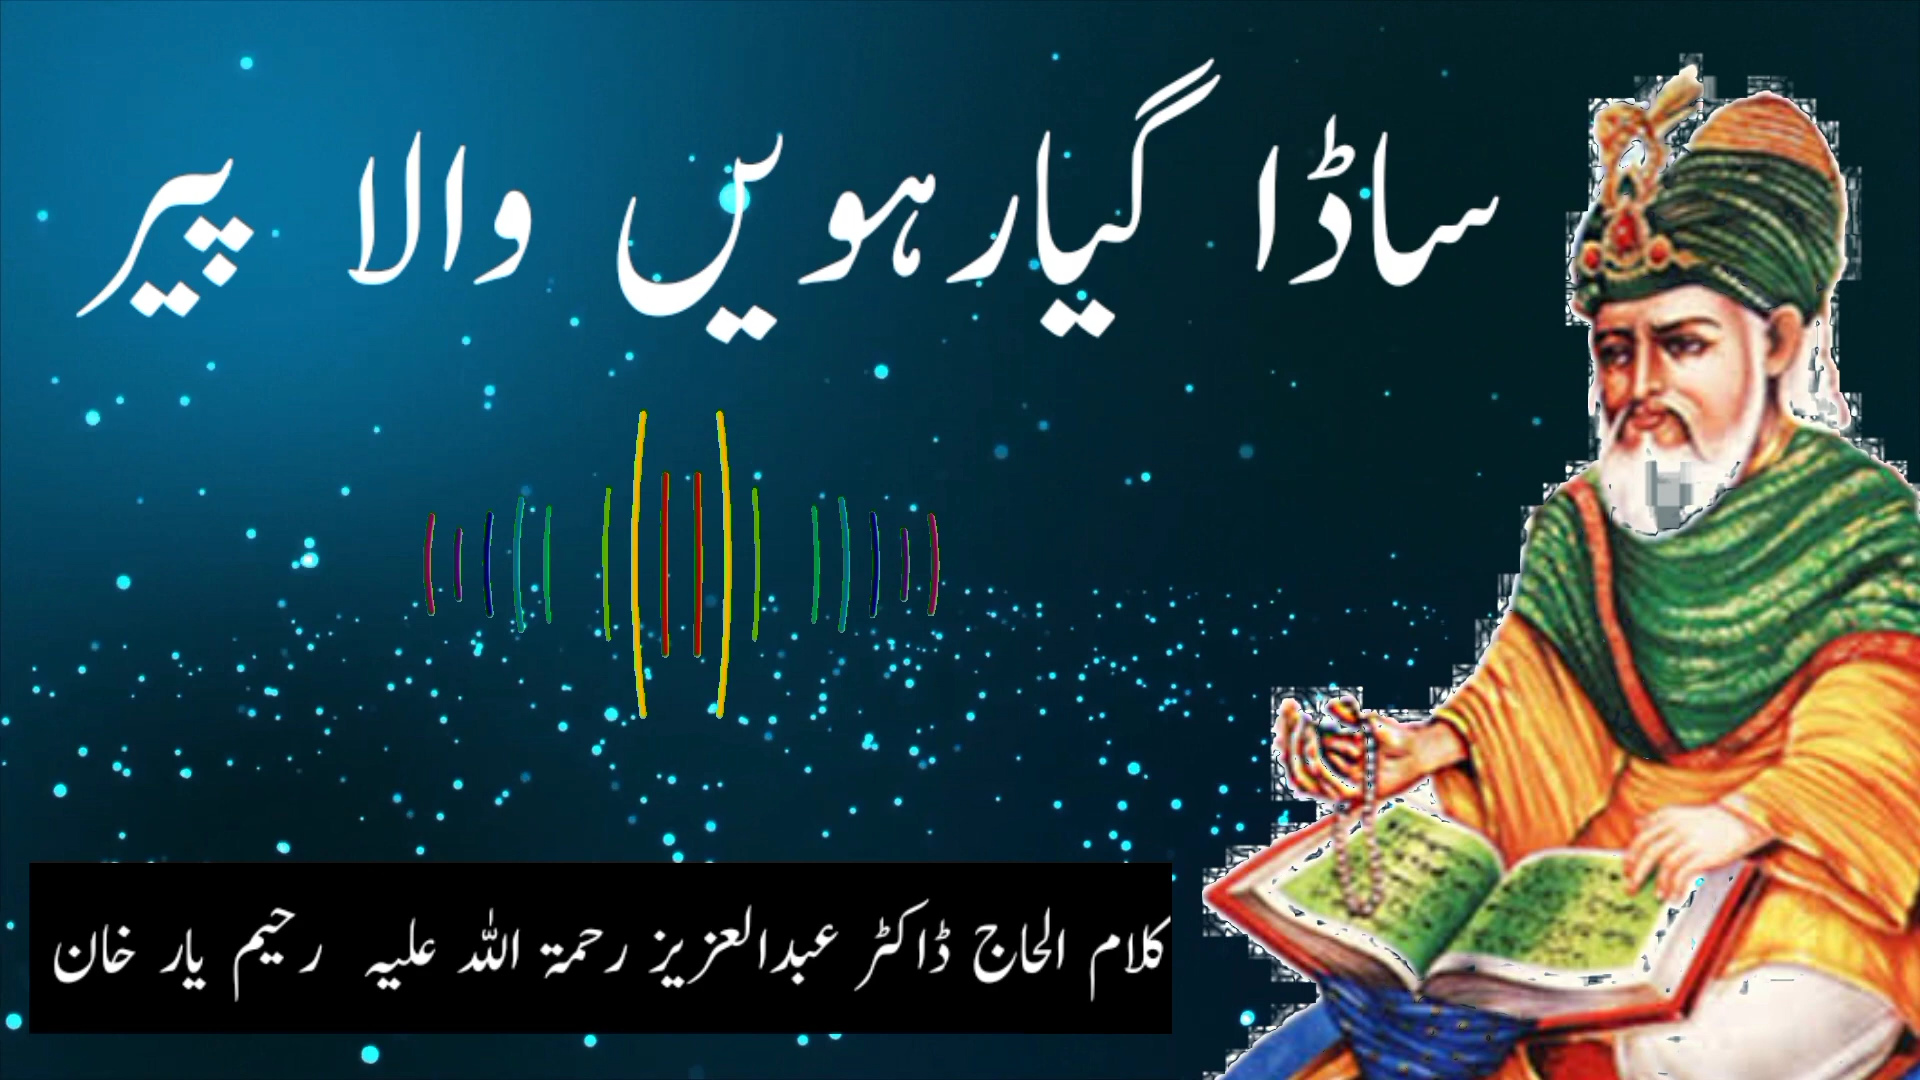 ساڈا گیارہویں والا پیر
کلام الحاج ڈاکٹر عبدالعزیز رحمۃ اللہ علیہ رحیم یار خان